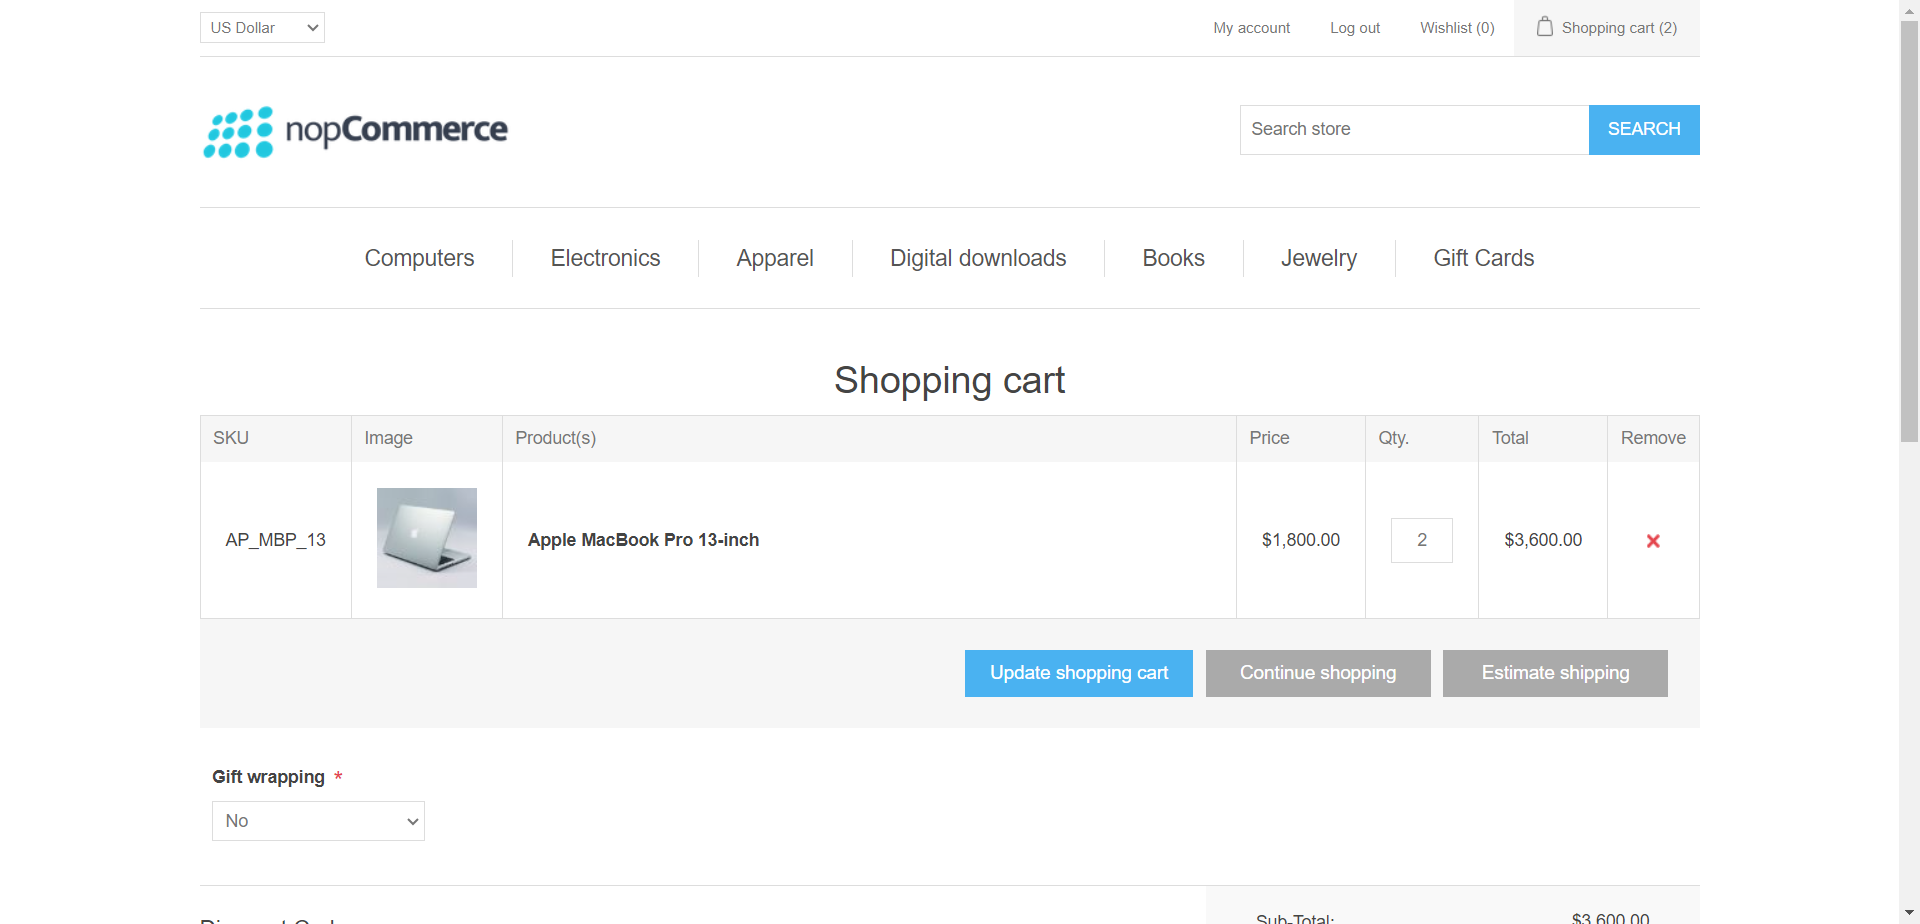 US Dollar
My account
Log out
Wishlist (0)
Shopping cart (2)
nopCommerce
Search store
SEARCH
Computers
Electronics
Apparel
Digital downloads
Books
Jewelry
Gift Cards
Shopping cart
SKU
Image
Product(s)
Price
Qty.
Total
Remove
AP_MBP_13
Apple MacBook Pro 13-inch
$1,800.00
2
$3,600.00
Update shopping cart
Continue shopping
Estimate shipping
Gift wrapping *
No
Sub-Total:
$3,600.00